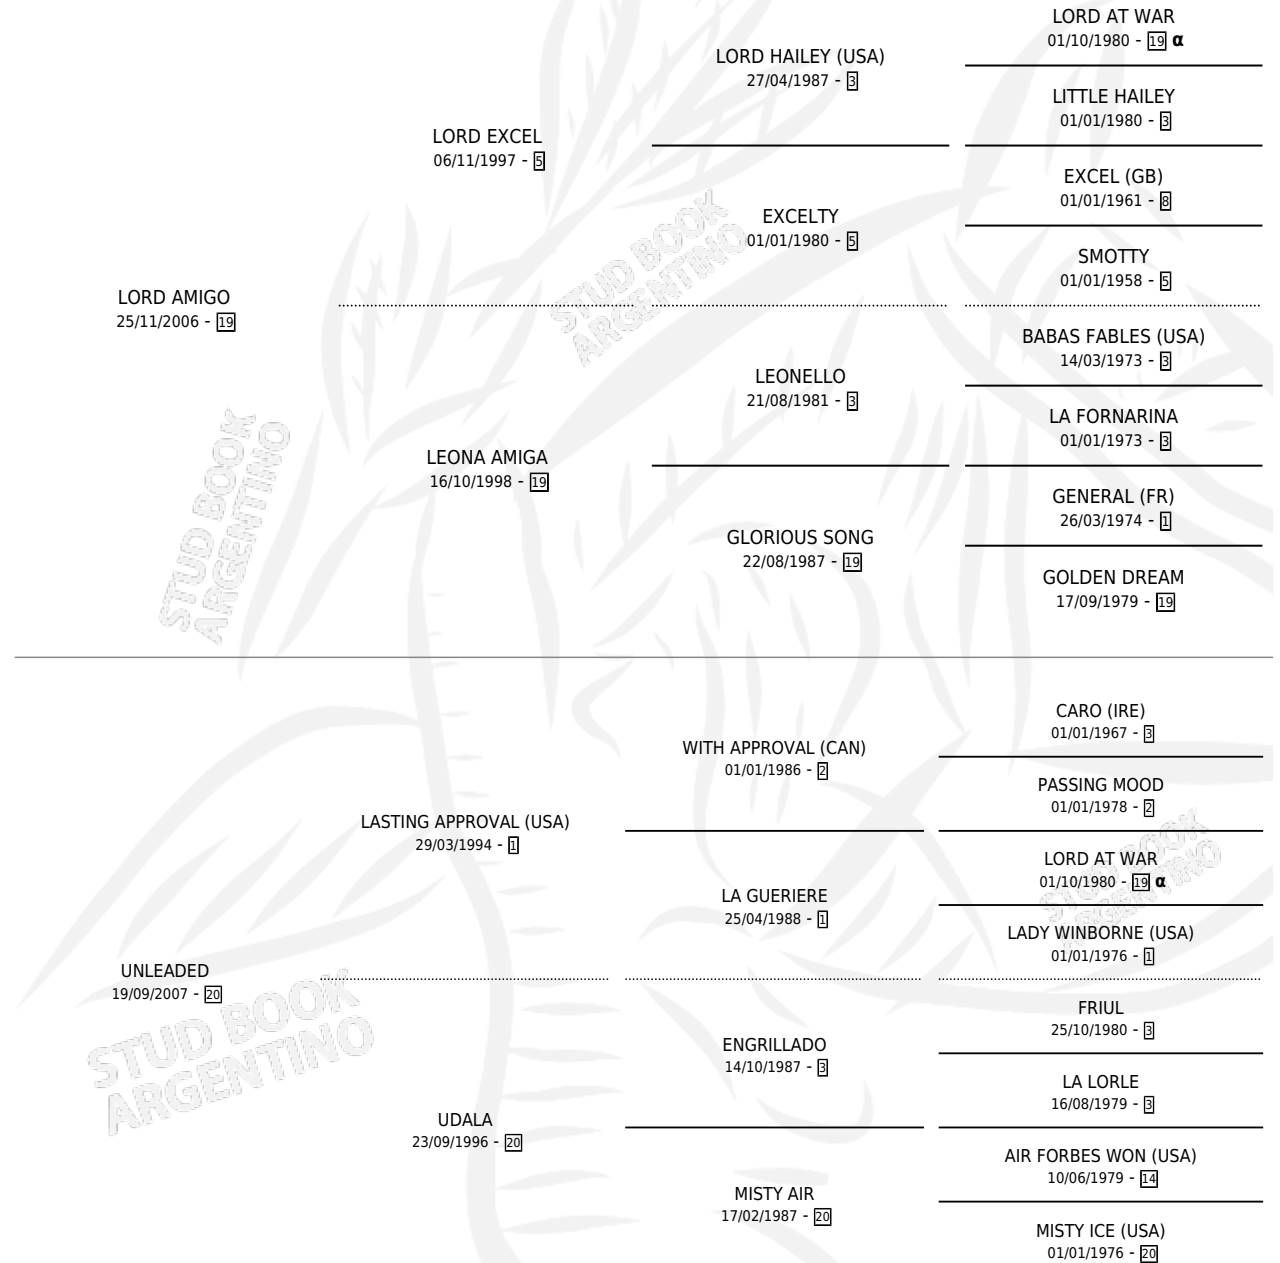 LORD AT WAR
01/10/1980 - 19 α
LORD HAILEY (USA)
27/04/1987 - 3
LITTLE HAILEY
01/01/1980 - 3
LORD EXCEL
06/11/1997 - 5
EXCEL (GB)
01/01/1961 - 8
EXCELTY
01/01/1980 - 5
SMOTTY
01/01/1958 - 5
LORD AMIGO
25/11/2006 - 19
BABAS FABLES (USA)
14/03/1973 - 3
LEONELLO
21/08/1981 - 3
LA FORNARINA
01/01/1973 - 3
LEONA AMIGA
16/10/1998 - 19
GENERAL (FR)
26/03/1974 - 1
GLORIOUS SONG
22/08/1987 - 19
GOLDEN DREAM
17/09/1979 - 19
STUD BOOK
ARGENTINO
STUD BOOK
ARGENTINO
CARO (IRE)
01/01/1967 - 3
WITH APPROVAL (CAN)
01/01/1986 - 2
PASSING MOOD
01/01/1978 - 2
LASTING APPROVAL (USA)
29/03/1994 - 1
LORD AT WAR
01/10/1980 - 19 α
LA GUERIERE
25/04/1988 - 1
LADY WINBORNE (USA)
01/01/1976 - 1
UNLEADED
19/09/2007 - 20
FRIUL
25/10/1980 - 3
ENGRILLADO
14/10/1987 - 3
LA LORLE
16/08/1979 - 3
UDALA
23/09/1996 - 20
AIR FORBES WON (USA)
10/06/1979 - 14
MISTY AIR
17/02/1987 - 20
MISTY ICE (USA)
01/01/1976 - 20
STUD BOOK
ARGENTINO
STUD BOOK
ARGENTINO